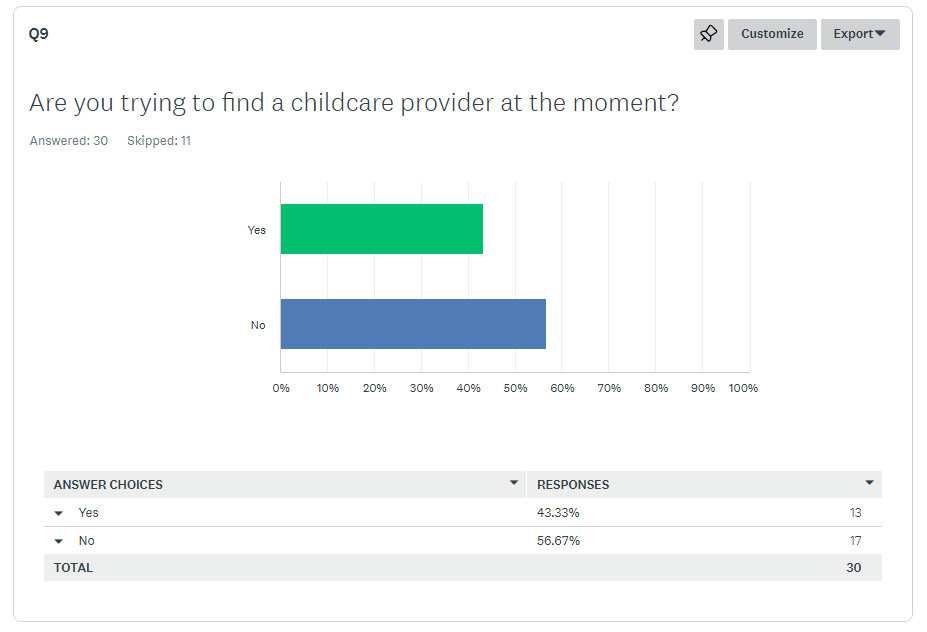 Q9
Customize
Export
Are you trying to find a childcare provider at the moment?
Answered: 30 Skipped: 11
Yes
No
0% 10% 20% 30% 40% 50% 60% 70% 80% 90% 100%
ANSWER CHOICES RESPONSES
Yes 43.33% 13
No 56.67% 17
TOTAL 30